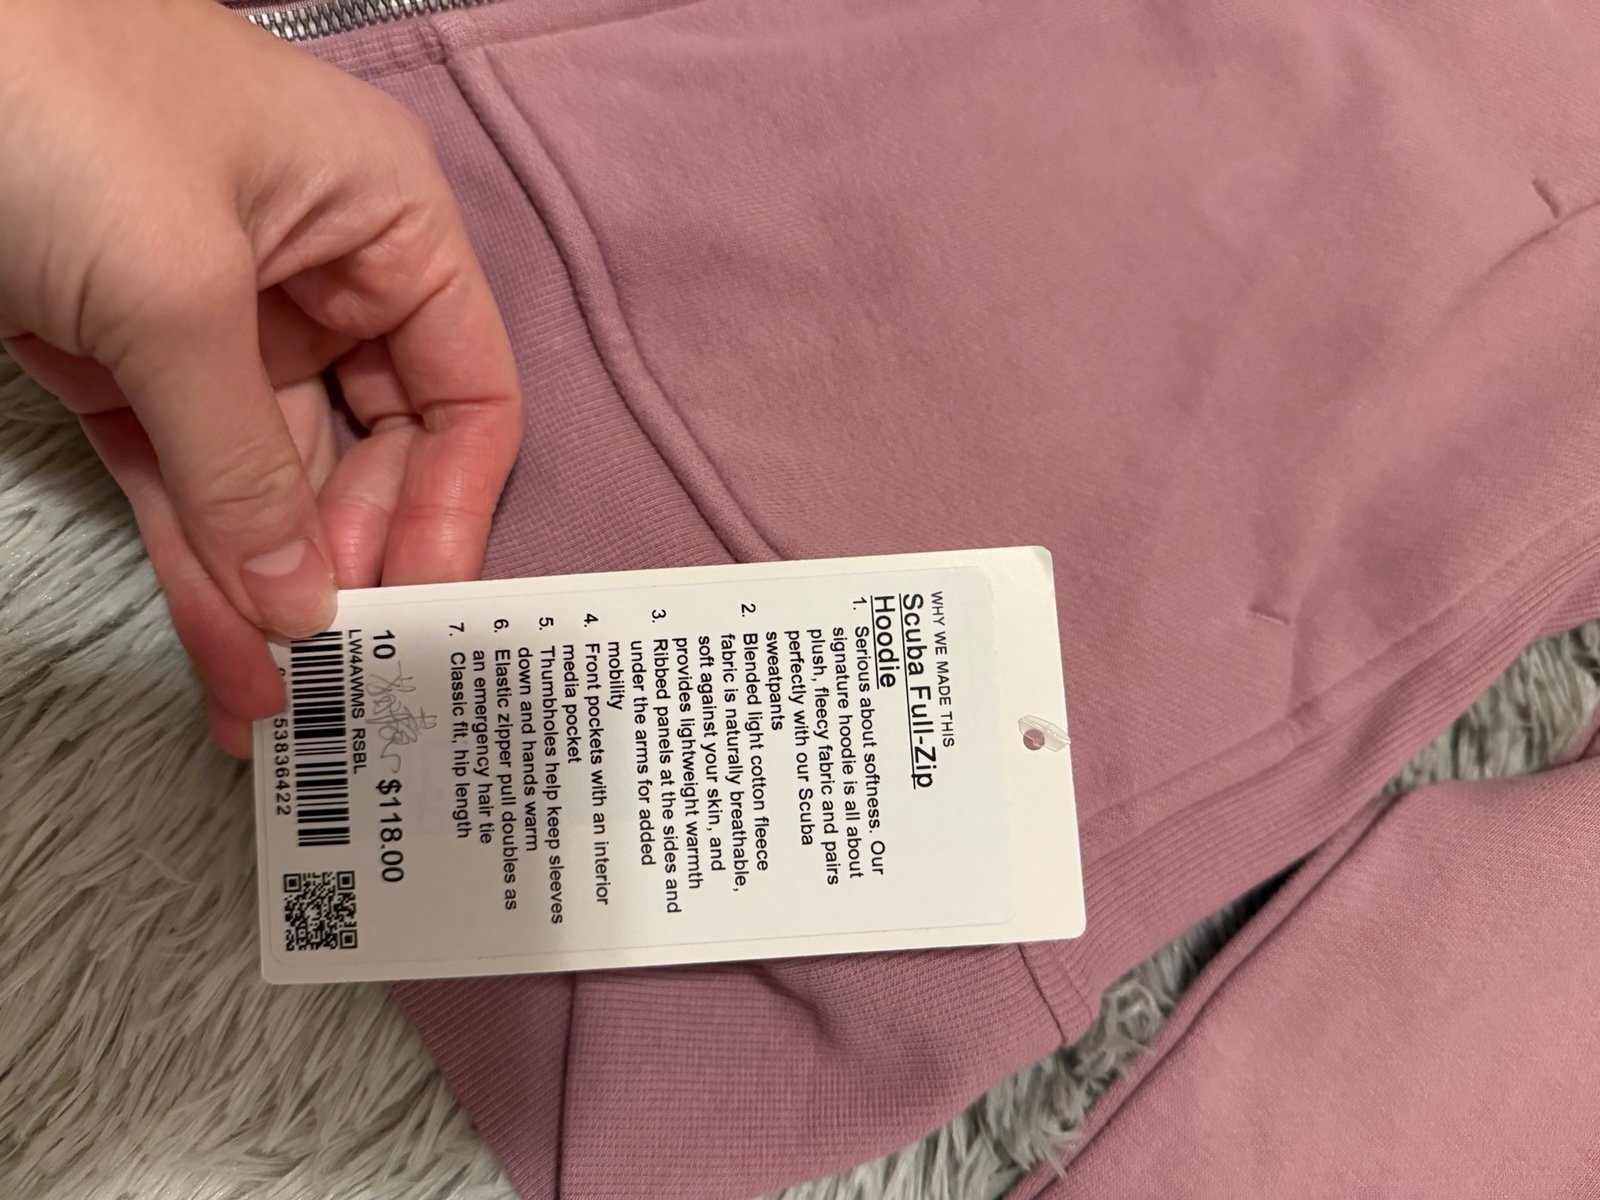 WHY WE MADE THIS
Scuba Full-Zip
Hoodie
1. Serious about softness. Our
signature hoodie is all about
plush, fleecy fabric and pairs
perfectly with our Scuba
sweatpants
2. Blended light cotton fleece
fabric is naturally breathable,
soft against your skin, and
provides lightweight warmth
3. Ribbed panels at the sides and
under the arms for added
mobility
4. Front pockets with an interior
media pocket
5. Thumbholes help keep sleeves
down and hands warm
6. Elastic zipper pull doubles as
an emergency hair tie
7. Classic fit, hip length
10 $118.00
LW4AWMS RSBL
53836422